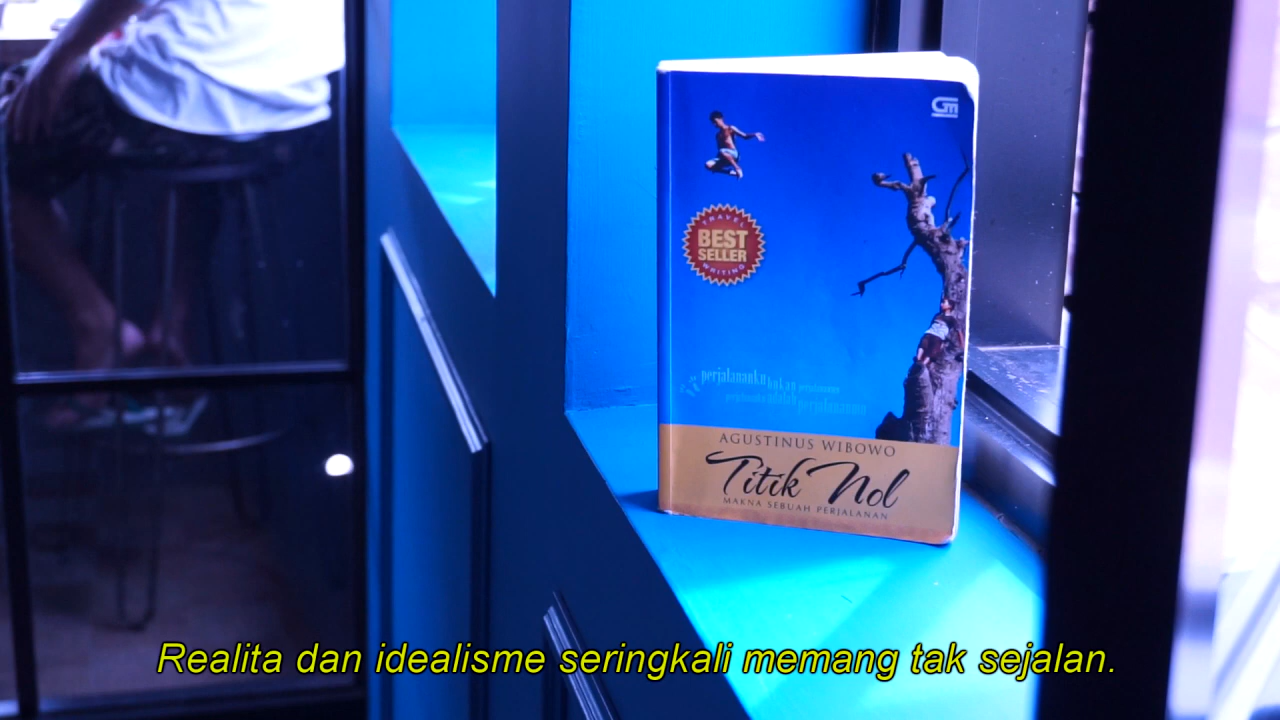 GM
TRAVEL
BEST
SELLER
WRITING
perjalananku bukan perjalananmu
perjalananku adalah perjalananmu
AGUSTINUS WIBOWO
Titik Nol
MAKNA SEBUAH PERJALANAN
Realita dan idealisme seringkali memang tak sejalan.